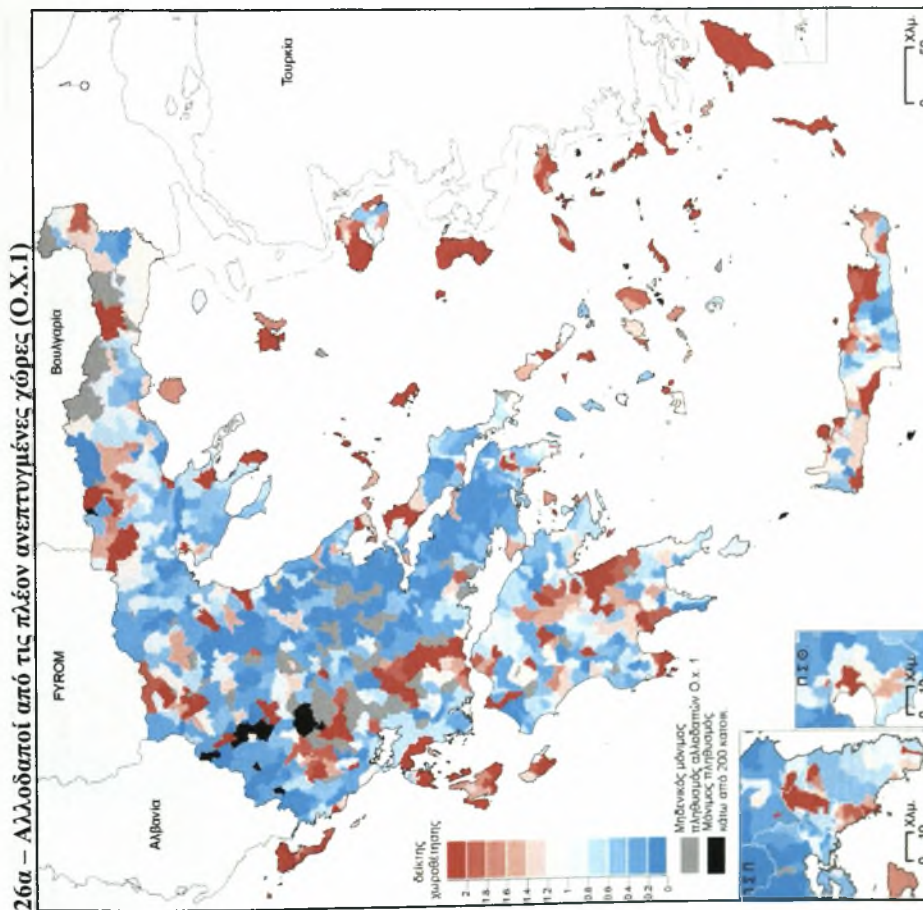 26α – Αλλοδαποί από τις πλέον ανεπτυγμένες χώρες (Ο.Χ.1)
FYROM
Βουλγαρία
Αλβανία
Τουρκία
δείκτης
χωροθέτησης
2
1.8
1.6
1.4
1.2
1
0.8
0.6
0.4
0.2
0
Μηδενικός μόνιμος
πληθυσμός αλλοδαπών Ο.χ. 1
Μόνιμος πληθυσμός
κάτω από 200 κατοικ.
Π Σ Π
Π Σ Θ
Χλμ.
Χλμ.
Χλμ.